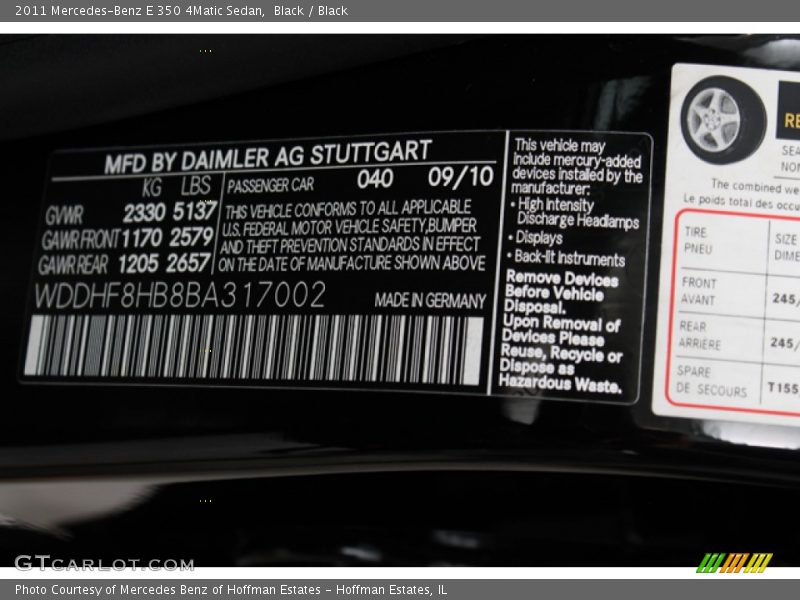 2011 Mercedes-Benz E 350 4Matic Sedan,  Black / Black
MFD BY DAIMLER AG STUTTGART
KG LBS
GVWR 2330 5137
GAWR FRONT 1170 2579
GAWR REAR 1205 2657
PASSENGER CAR 040 09/10
THIS VEHICLE CONFORMS TO ALL APPLICABLE
U.S. FEDERAL MOTOR VEHICLE SAFETY, BUMPER
AND THEFT PREVENTION STANDARDS IN EFFECT
ON THE DATE OF MANUFACTURE SHOWN ABOVE
WDDHF8HB8BA317002 MADE IN GERMANY
This vehicle may
include mercury-added
devices installed by the
manufacturer:
• High Intensity
Discharge Headlamps
• Displays
• Back-lit Instruments
Remove Devices
Before Vehicle
Disposal.
Upon Removal of
Devices Please
Reuse, Recycle or
Dispose as
Hazardous Waste.
The combined we
Le poids total des occu
TIRE
PNEU
SIZE
DIME
FRONT
AVANT
245/
REAR
ARRIÈRE
245/
SPARE
DE SECOURS
T155
GTCARLOT.COM
Photo Courtesy of Mercedes Benz of Hoffman Estates - Hoffman Estates, IL